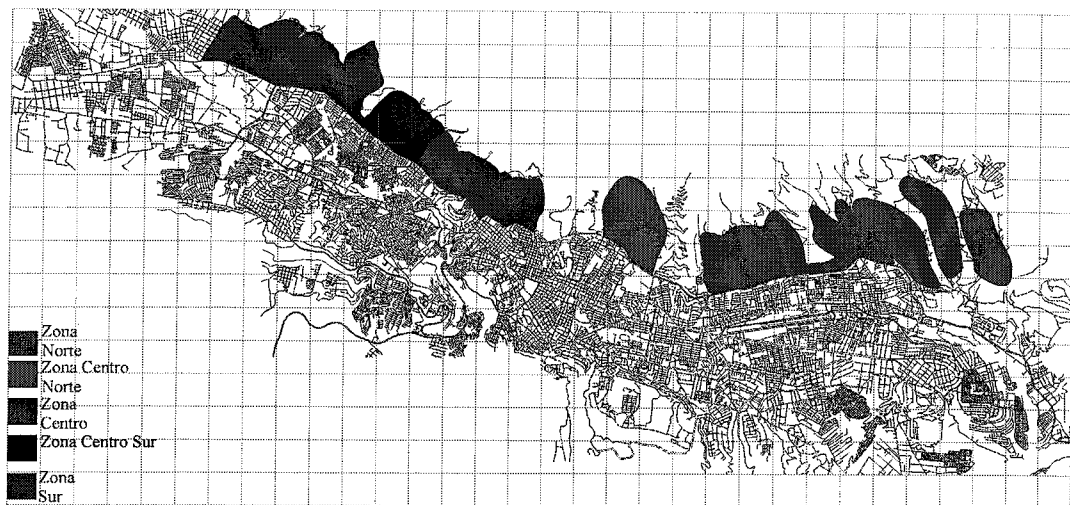 Zona
Norte
Zona Centro
Norte
Zona
Centro
Zona Centro Sur
Zona
Sur